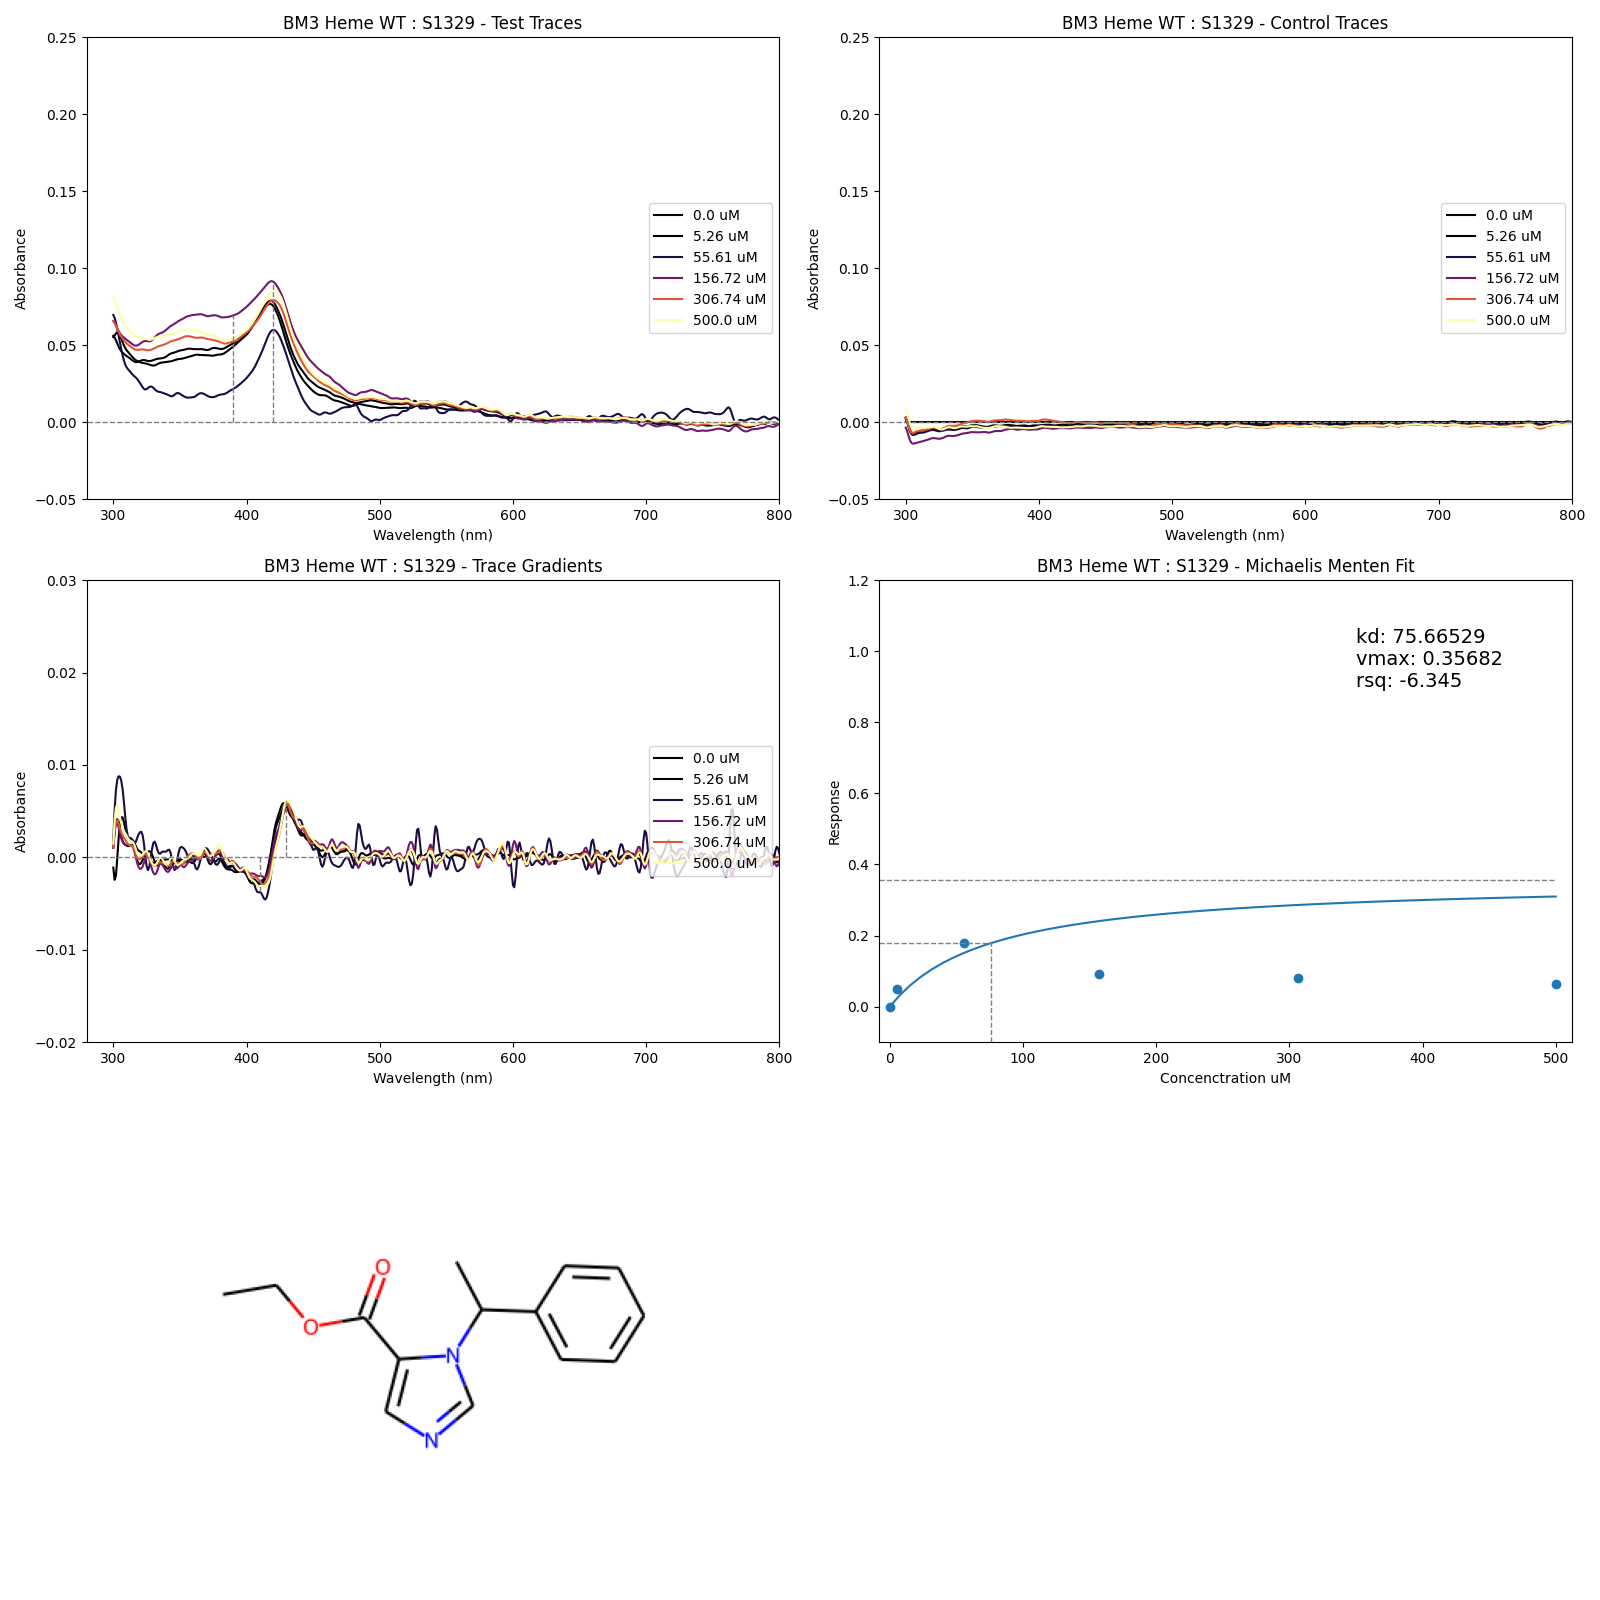 BM3 Heme WT : S1329 - Test Traces
Absorbance
0.25
0.20
0.15
0.10
0.05
0.00
−0.05
300 400 500 600 700 800
Wavelength (nm)
0.0 uM
5.26 uM
55.61 uM
156.72 uM
306.74 uM
500.0 uM
BM3 Heme WT : S1329 - Control Traces
Absorbance
0.25
0.20
0.15
0.10
0.05
0.00
−0.05
300 400 500 600 700 800
Wavelength (nm)
0.0 uM
5.26 uM
55.61 uM
156.72 uM
306.74 uM
500.0 uM
BM3 Heme WT : S1329 - Trace Gradients
Absorbance
0.03
0.02
0.01
0.00
−0.01
−0.02
300 400 500 600 700 800
Wavelength (nm)
0.0 uM
5.26 uM
55.61 uM
156.72 uM
306.74 uM
500.0 uM
BM3 Heme WT : S1329 - Michaelis Menten Fit
Response
1.2
1.0
0.8
0.6
0.4
0.2
0.0
0 100 200 300 400 500
Concenctration uM
kd: 75.66529
vmax: 0.35682
rsq: -6.345
O
O
N
N